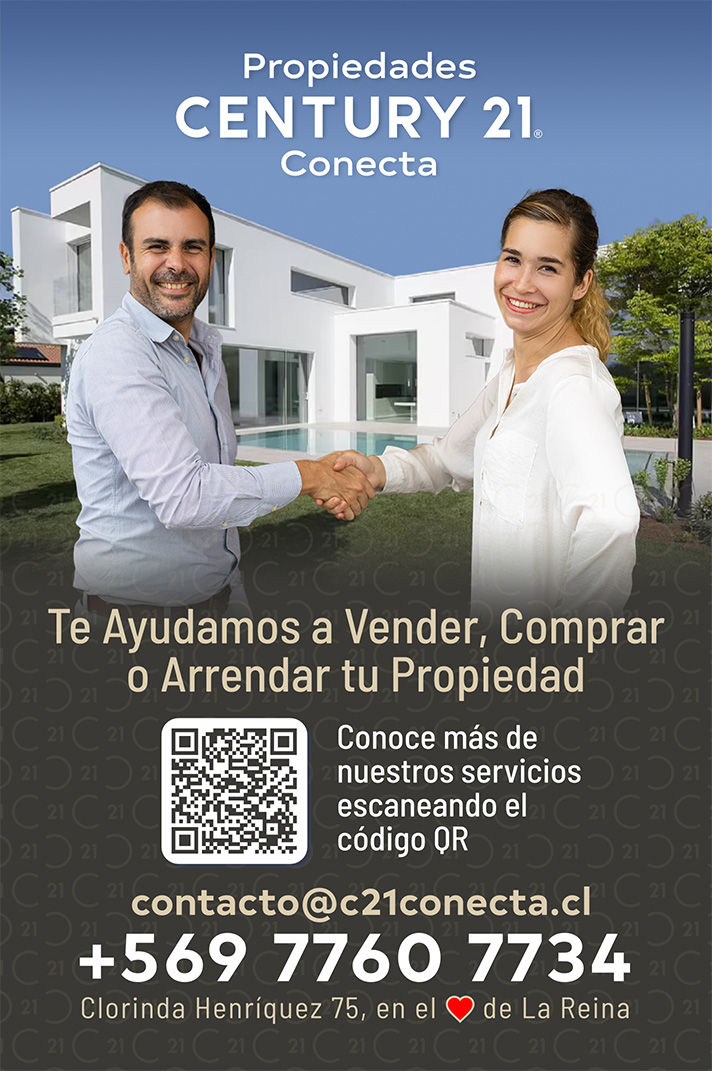 Propiedades
CENTURY 21®
Conecta
Te Ayudamos a Vender, Comprar
o Arrendar tu Propiedad
Conoce más de
nuestros servicios
escaneando el
código QR
contacto@c21conecta.cl
+569 7760 7734
Clorinda Henríquez 75, en el ❤ de La Reina